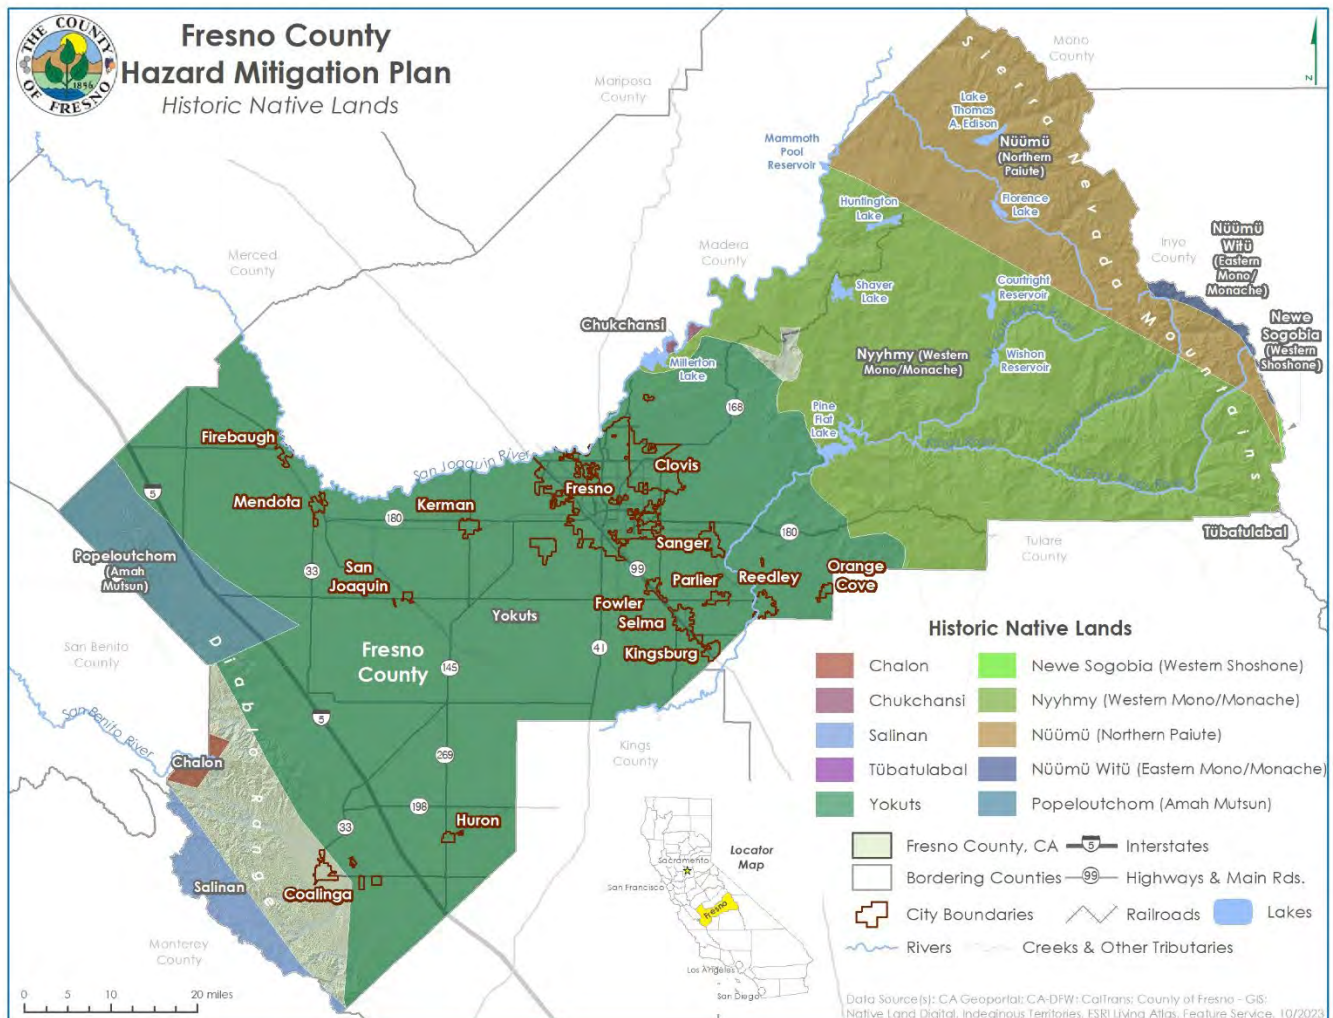 THE COUNTY OF FRESNO
1856
Fresno County
Hazard Mitigation Plan
Historic Native Lands
Mono
County
Mariposa
County
Sierra Nevada Mountains
Lake
Thomas
A. Edison
Mammoth
Pool
Reservoir
Nüümü
(Northern
Paiute)
Huntington
Lake
Florence
Lake
Nüümü
Witü
(Eastern
Mono/
Monache)
Inyo
County
Merced
County
Madera
County
Shaver
Lake
Courtright
Reservoir
Newe
Sogobia
(Western
Shoshone)
Chukchansi
Millerton
Lake
Nyyhmy (Western
Mono/Monache)
Wishon
Reservoir
168
Pine
Flat
Lake
Firebaugh
San Joaquin River
Clovis
5
Fresno
Mendota
Kerman
180
180
Sanger
Tübatulabal
Tulare
County
Popeloutchom
(Amah
Mutsun)
33
San
Joaquin
99
Parlier
Reedley
Orange
Cove
Fowler
Yokuts
Selma
San Benito
County
Diablo Range
Fresno
County
41
Kingsburg
145
San Benito River
5
Chalon
269
Kings
County
198
33
Huron
Coalinga
Salinan
Monterey
County
Historic Native Lands
Chalon
Newe Sogobia (Western Shoshone)
Chukchansi
Nyyhmy (Western Mono/Monache)
Salinan
Nüümü (Northern Paiute)
Tübatulabal
Nüümü Witü (Eastern Mono/Monache)
Yokuts
Popeloutchom (Amah Mutsun)
Fresno County, CA
5
Interstates
Bordering Counties
99
Highways & Main Rds.
City Boundaries
Railroads
Lakes
Rivers
Creeks & Other Tributaries
Locator
Map
Sacramento
San Francisco
Fresno
Los Angeles
San Diego
N
0 5 10 20 miles
Data Source(s): CA Geoportal; CA-DFW; CalTrans; County of Fresno - GIS;
Native Land Digital, Indeginous Territories, ESRI Living Atlas, Feature Service, 10/2023